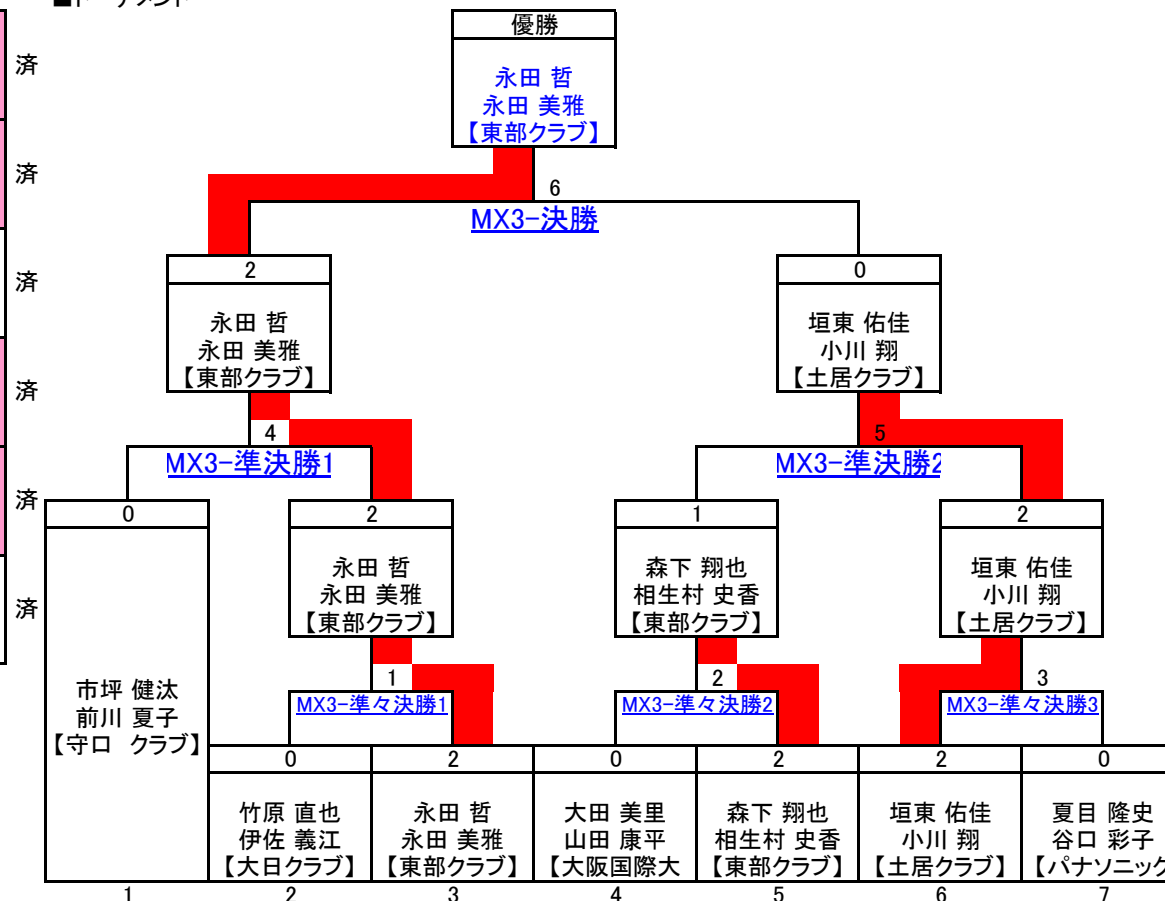 優勝
済
永田 哲
永田 美雅
【東部クラブ】
済
6
MX3-決勝
済
2
0
永田 哲
永田 美雅
【東部クラブ】
垣東 佑佳
小川 翔
【土居クラブ】
済
4
5
MX3-準決勝1
MX3-準決勝2
済
0
2
1
2
永田 哲
永田 美雅
【東部クラブ】
森下 翔也
相生村 史香
【東部クラブ】
垣東 佑佳
小川 翔
【土居クラブ】
済
市坪 健汰
前川 夏子
【守口 クラブ】
1
2
3
MX3-準々決勝1
MX3-準々決勝2
MX3-準々決勝3
0
2
0
2
2
0
竹原 直也
伊佐 義江
【大日クラブ】
永田 哲
永田 美雅
【東部クラブ】
大田 美里
山田 康平
【大阪国際大
森下 翔也
相生村 史香
【東部クラブ】
垣東 佑佳
小川 翔
【土居クラブ】
夏目 隆史
谷口 彩子
【パナソニック
1
2
3
4
5
6
7